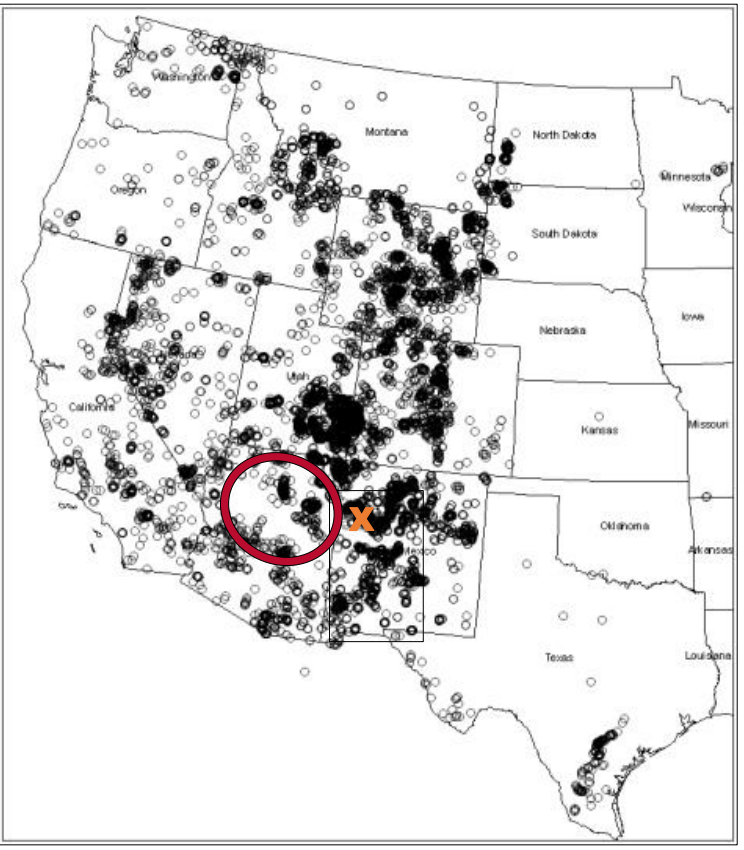 Washington
Montana
North Dakota
Minnesota
Oregon
Wisconsin
South Dakota
Iowa
Nebraska
Utah
California
Kansas
Missouri
X
Oklahoma
Mexico
Arkansas
Texas
Louisiana